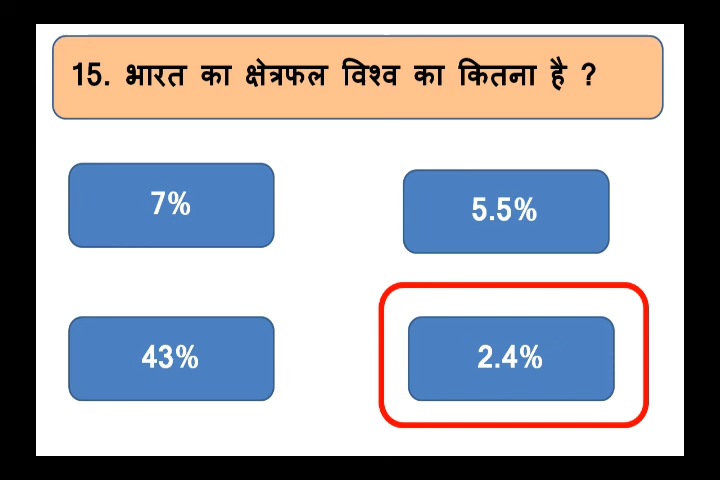 15. भारत का क्षेत्रफल विश्व का कितना है ?
7%
5.5%
43%
2.4%